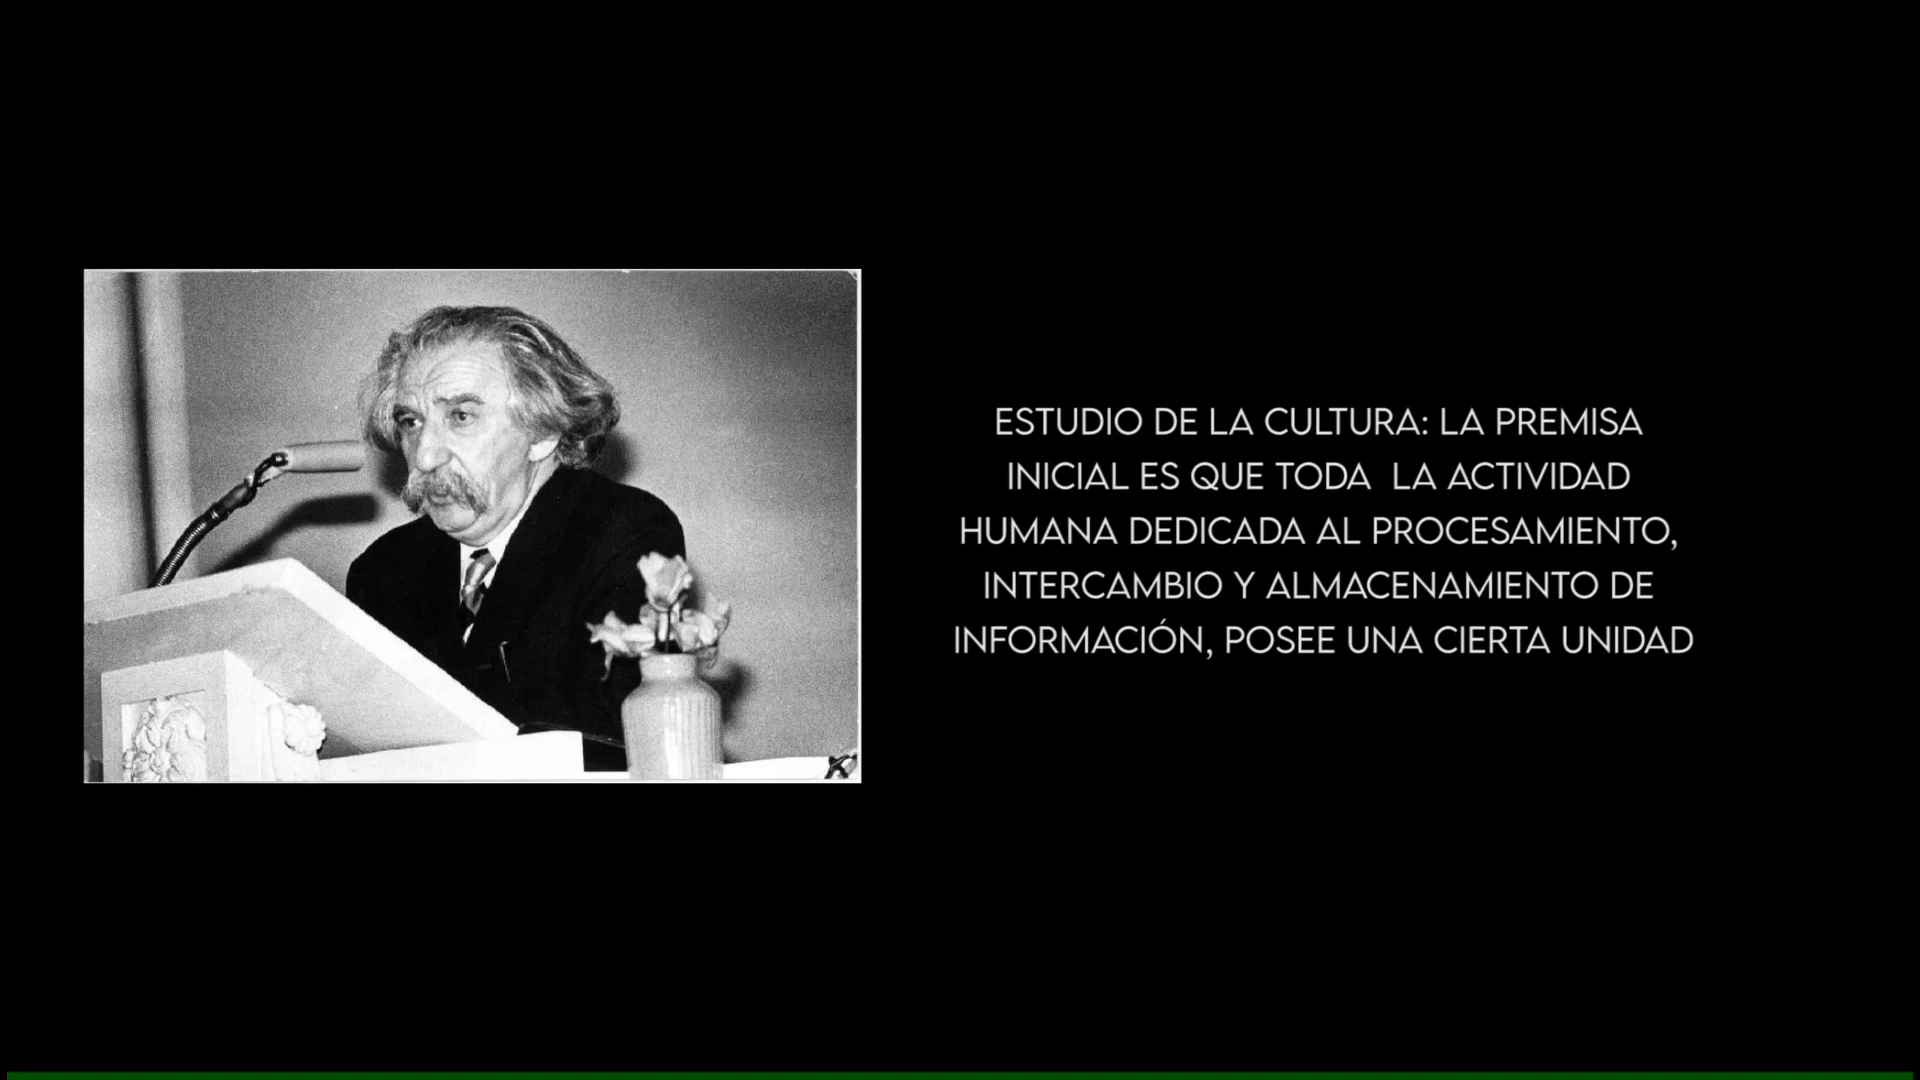 ESTUDIO DE LA CULTURA: LA PREMISA
INICIAL ES QUE TODA LA ACTIVIDAD
HUMANA DEDICADA AL PROCESAMIENTO,
INTERCAMBIO Y ALMACENAMIENTO DE
INFORMACIÓN, POSEE UNA CIERTA UNIDAD